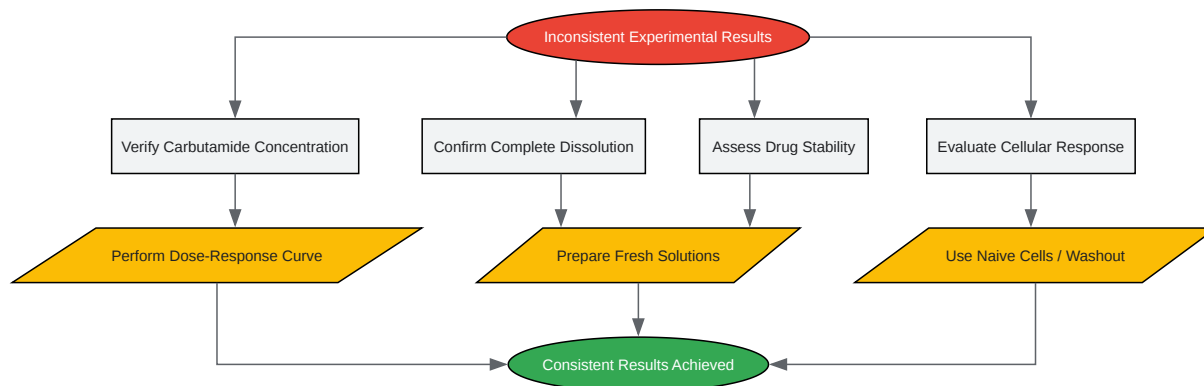 Inconsistent Experimental Results
Verify Carbutamide Concentration
Confirm Complete Dissolution
Assess Drug Stability
Evaluate Cellular Response
Perform Dose-Response Curve
Prepare Fresh Solutions
Use Naive Cells / Washout
Consistent Results Achieved